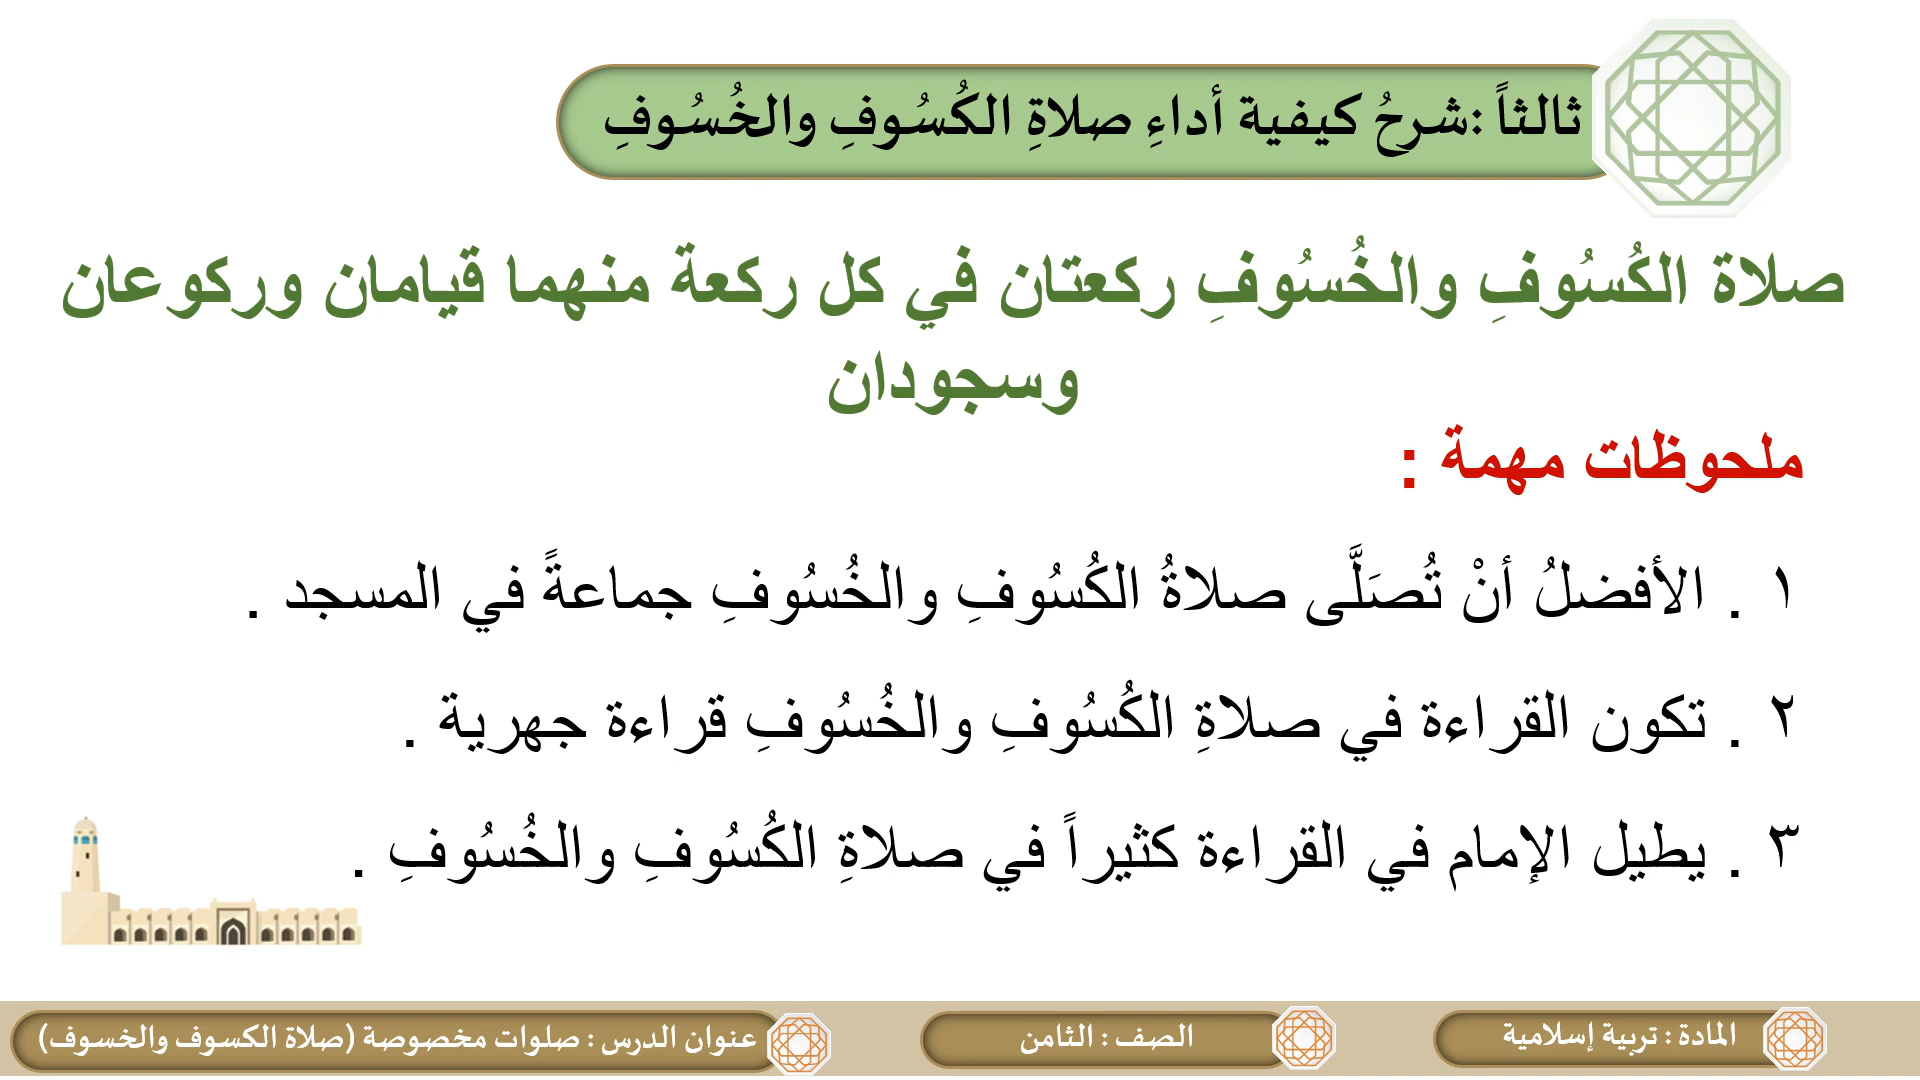 ثالثاً :شرحُ كيفية أداءِ صلاةِ الكُسُوفِ والخُسُوفِ
صلاة الكُسُوفِ والخُسُوفِ ركعتان في كل ركعة منهما قيامان وركوعان
وسجودان
ملحوظات مهمة :
١ . الأفضلُ أنْ تُصَلَّى صلاةُ الكُسُوفِ والخُسُوفِ جماعةً في المسجد .
٢ . تكون القراءة في صلاةِ الكُسُوفِ والخُسُوفِ قراءة جهرية .
٣ . يطيل الإمام في القراءة كثيراً في صلاةِ الكُسُوفِ والخُسُوفِ .
المادة : تربية إسلامية
الصف : الثامن
عنوان الدرس : صلوات مخصوصة (صلاة الكسوف والخسوف)